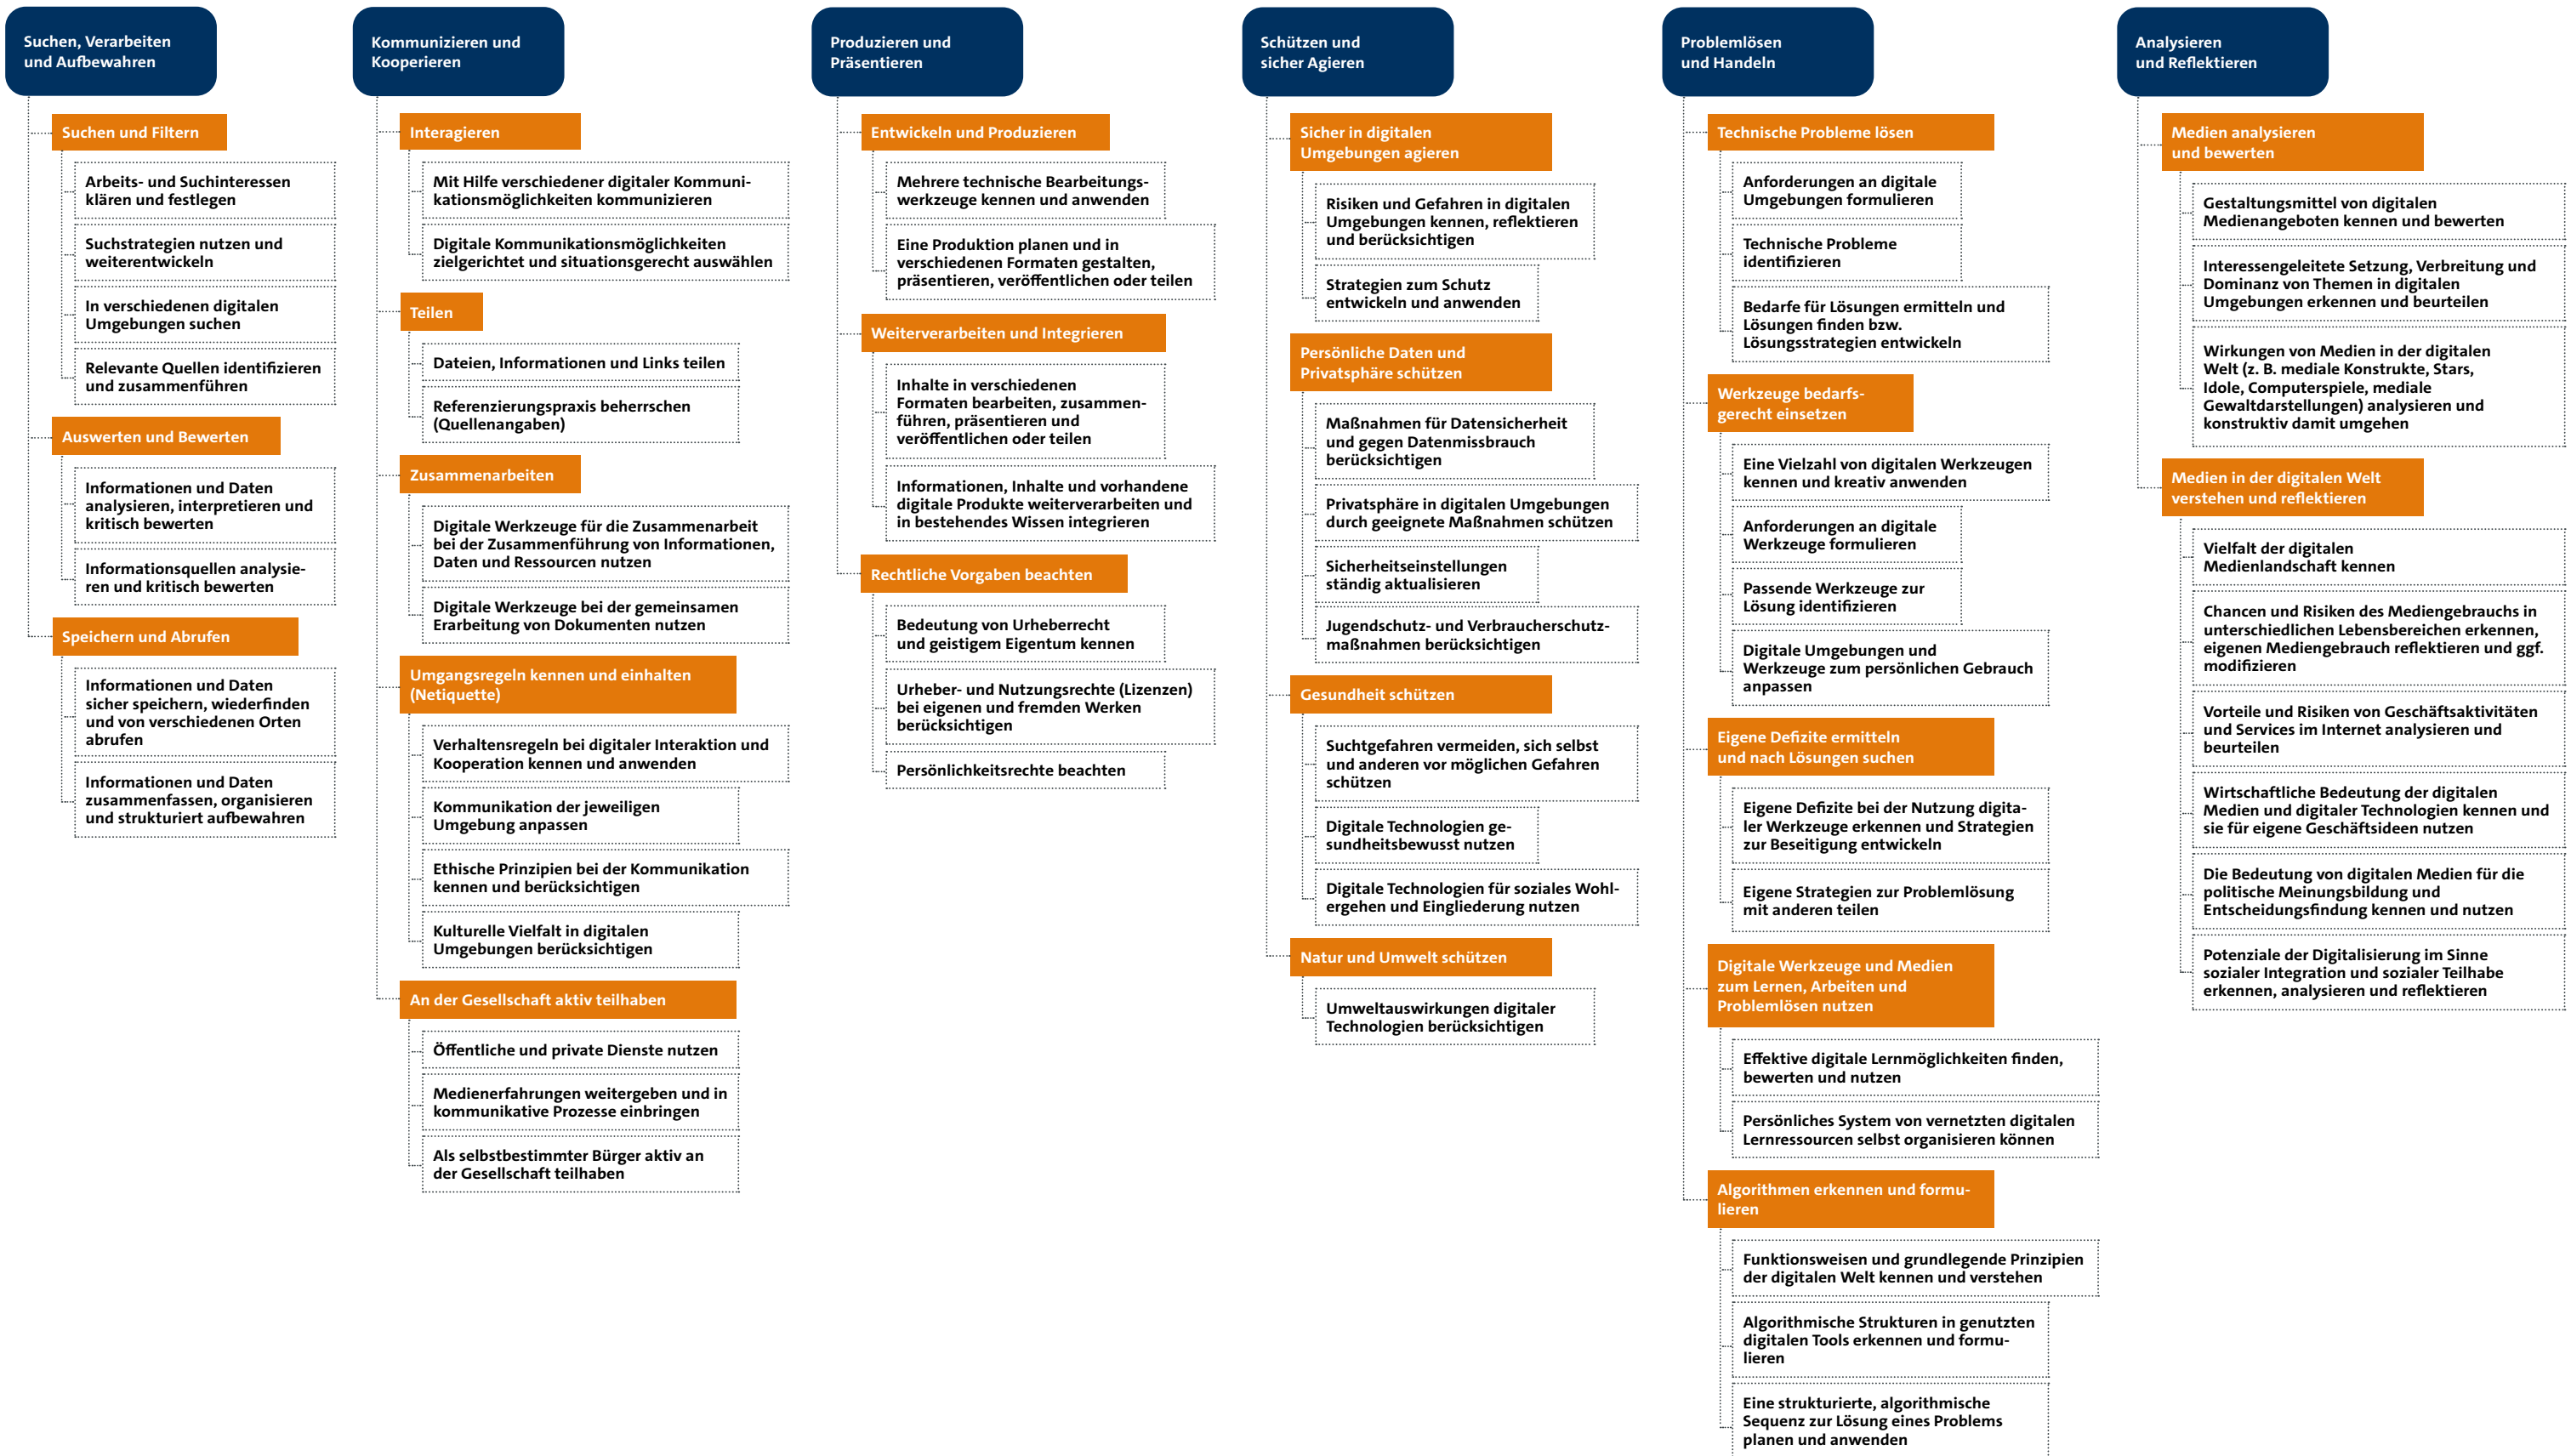 Suchen, Verarbeiten
und Aufbewahren
Suchen und Filtern
Arbeits- und Suchinteressen
klären und festlegen
Suchstrategien nutzen und
weiterentwickeln
In verschiedenen digitalen
Umgebungen suchen
Relevante Quellen identifizieren
und zusammenführen
Auswerten und Bewerten
Informationen und Daten
analysieren, interpretieren und
kritisch bewerten
Informationsquellen analysie-
ren und kritisch bewerten
Speichern und Abrufen
Informationen und Daten
sicher speichern, wiederfinden
und von verschiedenen Orten
abrufen
Informationen und Daten
zusammenfassen, organisieren
und strukturiert aufbewahren
Kommunizieren und
Kooperieren
Interagieren
Mit Hilfe verschiedener digitaler Kommuni-
kationsmöglichkeiten kommunizieren
Digitale Kommunikationsmöglichkeiten
zielgerichtet und situationsgerecht auswählen
Teilen
Dateien, Informationen und Links teilen
Referenzierungspraxis beherrschen
(Quellenangaben)
Zusammenarbeiten
Digitale Werkzeuge für die Zusammenarbeit
bei der Zusammenführung von Informationen,
Daten und Ressourcen nutzen
Digitale Werkzeuge bei der gemeinsamen
Erarbeitung von Dokumenten nutzen
Umgangsregeln kennen und einhalten
(Netiquette)
Verhaltensregeln bei digitaler Interaktion und
Kooperation kennen und anwenden
Kommunikation der jeweiligen
Umgebung anpassen
Ethische Prinzipien bei der Kommunikation
kennen und berücksichtigen
Kulturelle Vielfalt in digitalen
Umgebungen berücksichtigen
An der Gesellschaft aktiv teilhaben
Öffentliche und private Dienste nutzen
Medienerfahrungen weitergeben und in
kommunikative Prozesse einbringen
Als selbstbestimmter Bürger aktiv an
der Gesellschaft teilhaben
Produzieren und
Präsentieren
Entwickeln und Produzieren
Mehrere technische Bearbeitungs-
werkzeuge kennen und anwenden
Eine Produktion planen und in
verschiedenen Formaten gestalten,
präsentieren, veröffentlichen oder teilen
Weiterverarbeiten und Integrieren
Inhalte in verschiedenen
Formaten bearbeiten, zusammen-
führen, präsentieren und
veröffentlichen oder teilen
Informationen, Inhalte und vorhandene
digitale Produkte weiterverarbeiten und
in bestehendes Wissen integrieren
Rechtliche Vorgaben beachten
Bedeutung von Urheberrecht
und geistigem Eigentum kennen
Urheber- und Nutzungsrechte (Lizenzen)
bei eigenen und fremden Werken
berücksichtigen
Persönlichkeitsrechte beachten
Schützen und
sicher Agieren
Sicher in digitalen
Umgebungen agieren
Risiken und Gefahren in digitalen
Umgebungen kennen, reflektieren
und berücksichtigen
Strategien zum Schutz
entwickeln und anwenden
Persönliche Daten und
Privatsphäre schützen
Maßnahmen für Datensicherheit
und gegen Datenmissbrauch
berücksichtigen
Privatsphäre in digitalen Umgebungen
durch geeignete Maßnahmen schützen
Sicherheitseinstellungen
ständig aktualisieren
Jugendschutz- und Verbraucherschutz-
maßnahmen berücksichtigen
Gesundheit schützen
Suchtgefahren vermeiden, sich selbst
und anderen vor möglichen Gefahren
schützen
Digitale Technologien ge-
sundheitsbewusst nutzen
Digitale Technologien für soziales Wohl-
ergehen und Eingliederung nutzen
Natur und Umwelt schützen
Umweltauswirkungen digitaler
Technologien berücksichtigen
Problemlösen
und Handeln
Technische Probleme lösen
Anforderungen an digitale
Umgebungen formulieren
Technische Probleme
identifizieren
Bedarfe für Lösungen ermitteln und
Lösungen finden bzw.
Lösungsstrategien entwickeln
Werkzeuge bedarfs-
gerecht einsetzen
Eine Vielzahl von digitalen Werkzeugen
kennen und kreativ anwenden
Anforderungen an digitale
Werkzeuge formulieren
Passende Werkzeuge zur
Lösung identifizieren
Digitale Umgebungen und
Werkzeuge zum persönlichen Gebrauch
anpassen
Eigene Defizite ermitteln
und nach Lösungen suchen
Eigene Defizite bei der Nutzung digita-
ler Werkzeuge erkennen und Strategien
zur Beseitigung entwickeln
Eigene Strategien zur Problemlösung
mit anderen teilen
Digitale Werkzeuge und Medien
zum Lernen, Arbeiten und
Problemlösen nutzen
Effektive digitale Lernmöglichkeiten finden,
bewerten und nutzen
Persönliches System von vernetzten digitalen
Lernressourcen selbst organisieren können
Algorithmen erkennen und formu-
lieren
Funktionsweisen und grundlegende Prinzipien
der digitalen Welt kennen und verstehen
Algorithmische Strukturen in genutzten
digitalen Tools erkennen und formu-
lieren
Eine strukturierte, algorithmische
Sequenz zur Lösung eines Problems
planen und anwenden
Analysieren
und Reflektieren
Medien analysieren
und bewerten
Gestaltungsmittel von digitalen
Medienangeboten kennen und bewerten
Interessengeleitete Setzung, Verbreitung und
Dominanz von Themen in digitalen
Umgebungen erkennen und beurteilen
Wirkungen von Medien in der digitalen
Welt (z. B. mediale Konstrukte, Stars,
Idole, Computerspiele, mediale
Gewaltdarstellungen) analysieren und
konstruktiv damit umgehen
Medien in der digitalen Welt
verstehen und reflektieren
Vielfalt der digitalen
Medienlandschaft kennen
Chancen und Risiken des Mediengebrauchs in
unterschiedlichen Lebensbereichen erkennen,
eigenen Mediengebrauch reflektieren und ggf.
modifizieren
Vorteile und Risiken von Geschäftsaktivitäten
und Services im Internet analysieren und
beurteilen
Wirtschaftliche Bedeutung der digitalen
Medien und digitaler Technologien kennen und
sie für eigene Geschäftsideen nutzen
Die Bedeutung von digitalen Medien für die
politische Meinungsbildung und
Entscheidungsfindung kennen und nutzen
Potenziale der Digitalisierung im Sinne
sozialer Integration und sozialer Teilhabe
erkennen, analysieren und reflektieren